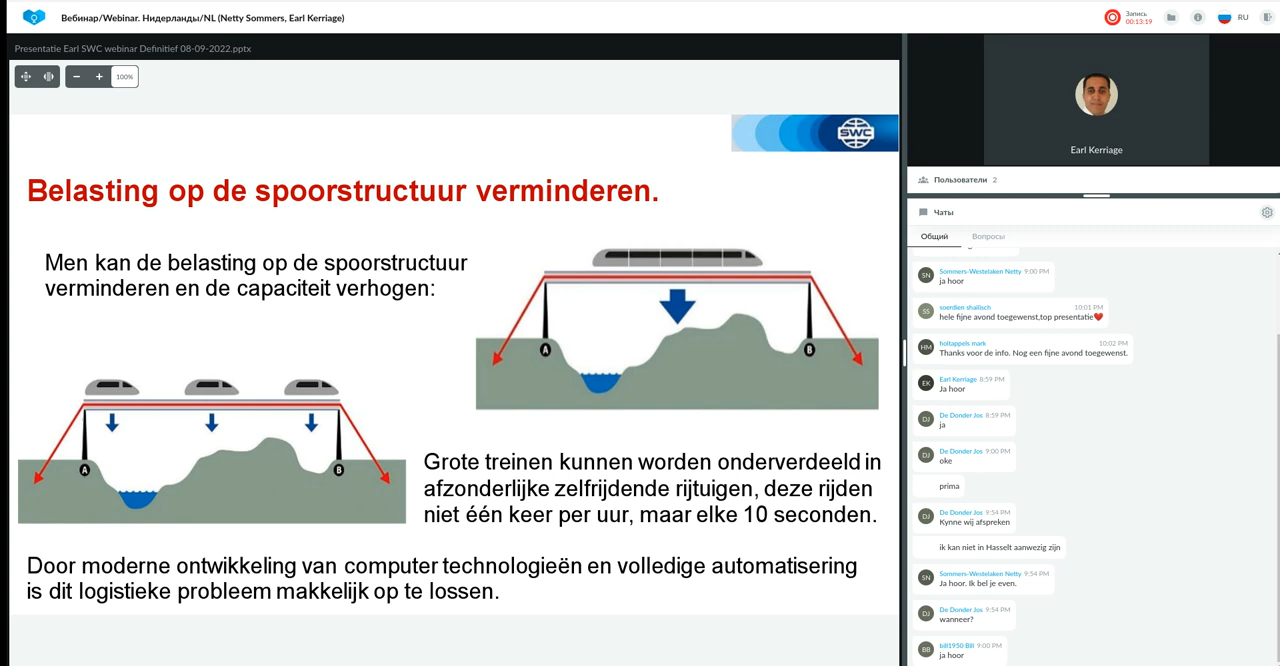 Вебинар/Webinar. Нидерланды/NL (Netty Sommers, Earl Kerriage)
Запись
00:13:19
RU
Presentatie Earl SWC webinar Definitief 08-09-2022.pptx
100%
SWC
Belasting op de spoorstructuur verminderen.
Men kan de belasting op de spoorstructuur
verminderen en de capaciteit verhogen:
A
B
A
B
Grote treinen kunnen worden onderverdeeld in
afzonderlijke zelfrijdende rijtuigen, deze rijden
niet één keer per uur, maar elke 10 seconden.
Door moderne ontwikkeling van computer technologieën en volledige automatisering
is dit logistieke probleem makkelijk op te lossen.
Earl Kerriage
Пользователи 2
Чаты
Общий Вопросы
SN
Sommers-Westelaken Netty 9:00 PM
ja hoor
SS
soerdien shailisch 10:01 PM
hele fijne avond toegewenst,top presentatie❤️
HM
holtappels mark 10:02 PM
Thanks voor de info. Nog een fijne avond toegewenst.
EK
Earl Kerriage 8:59 PM
Ja hoor
DJ
De Donder Jos 8:59 PM
ja
DJ
De Donder Jos 9:00 PM
oke
prima
DJ
De Donder Jos 9:54 PM
Kynne wij afspreken
ik kan niet in Hasselt aanwezig zijn
SN
Sommers-Westelaken Netty 9:54 PM
Ja hoor. Ik bel je even.
DJ
De Donder Jos 9:54 PM
wanneer?
BB
bill1950 Bill 9:00 PM
ja hoor